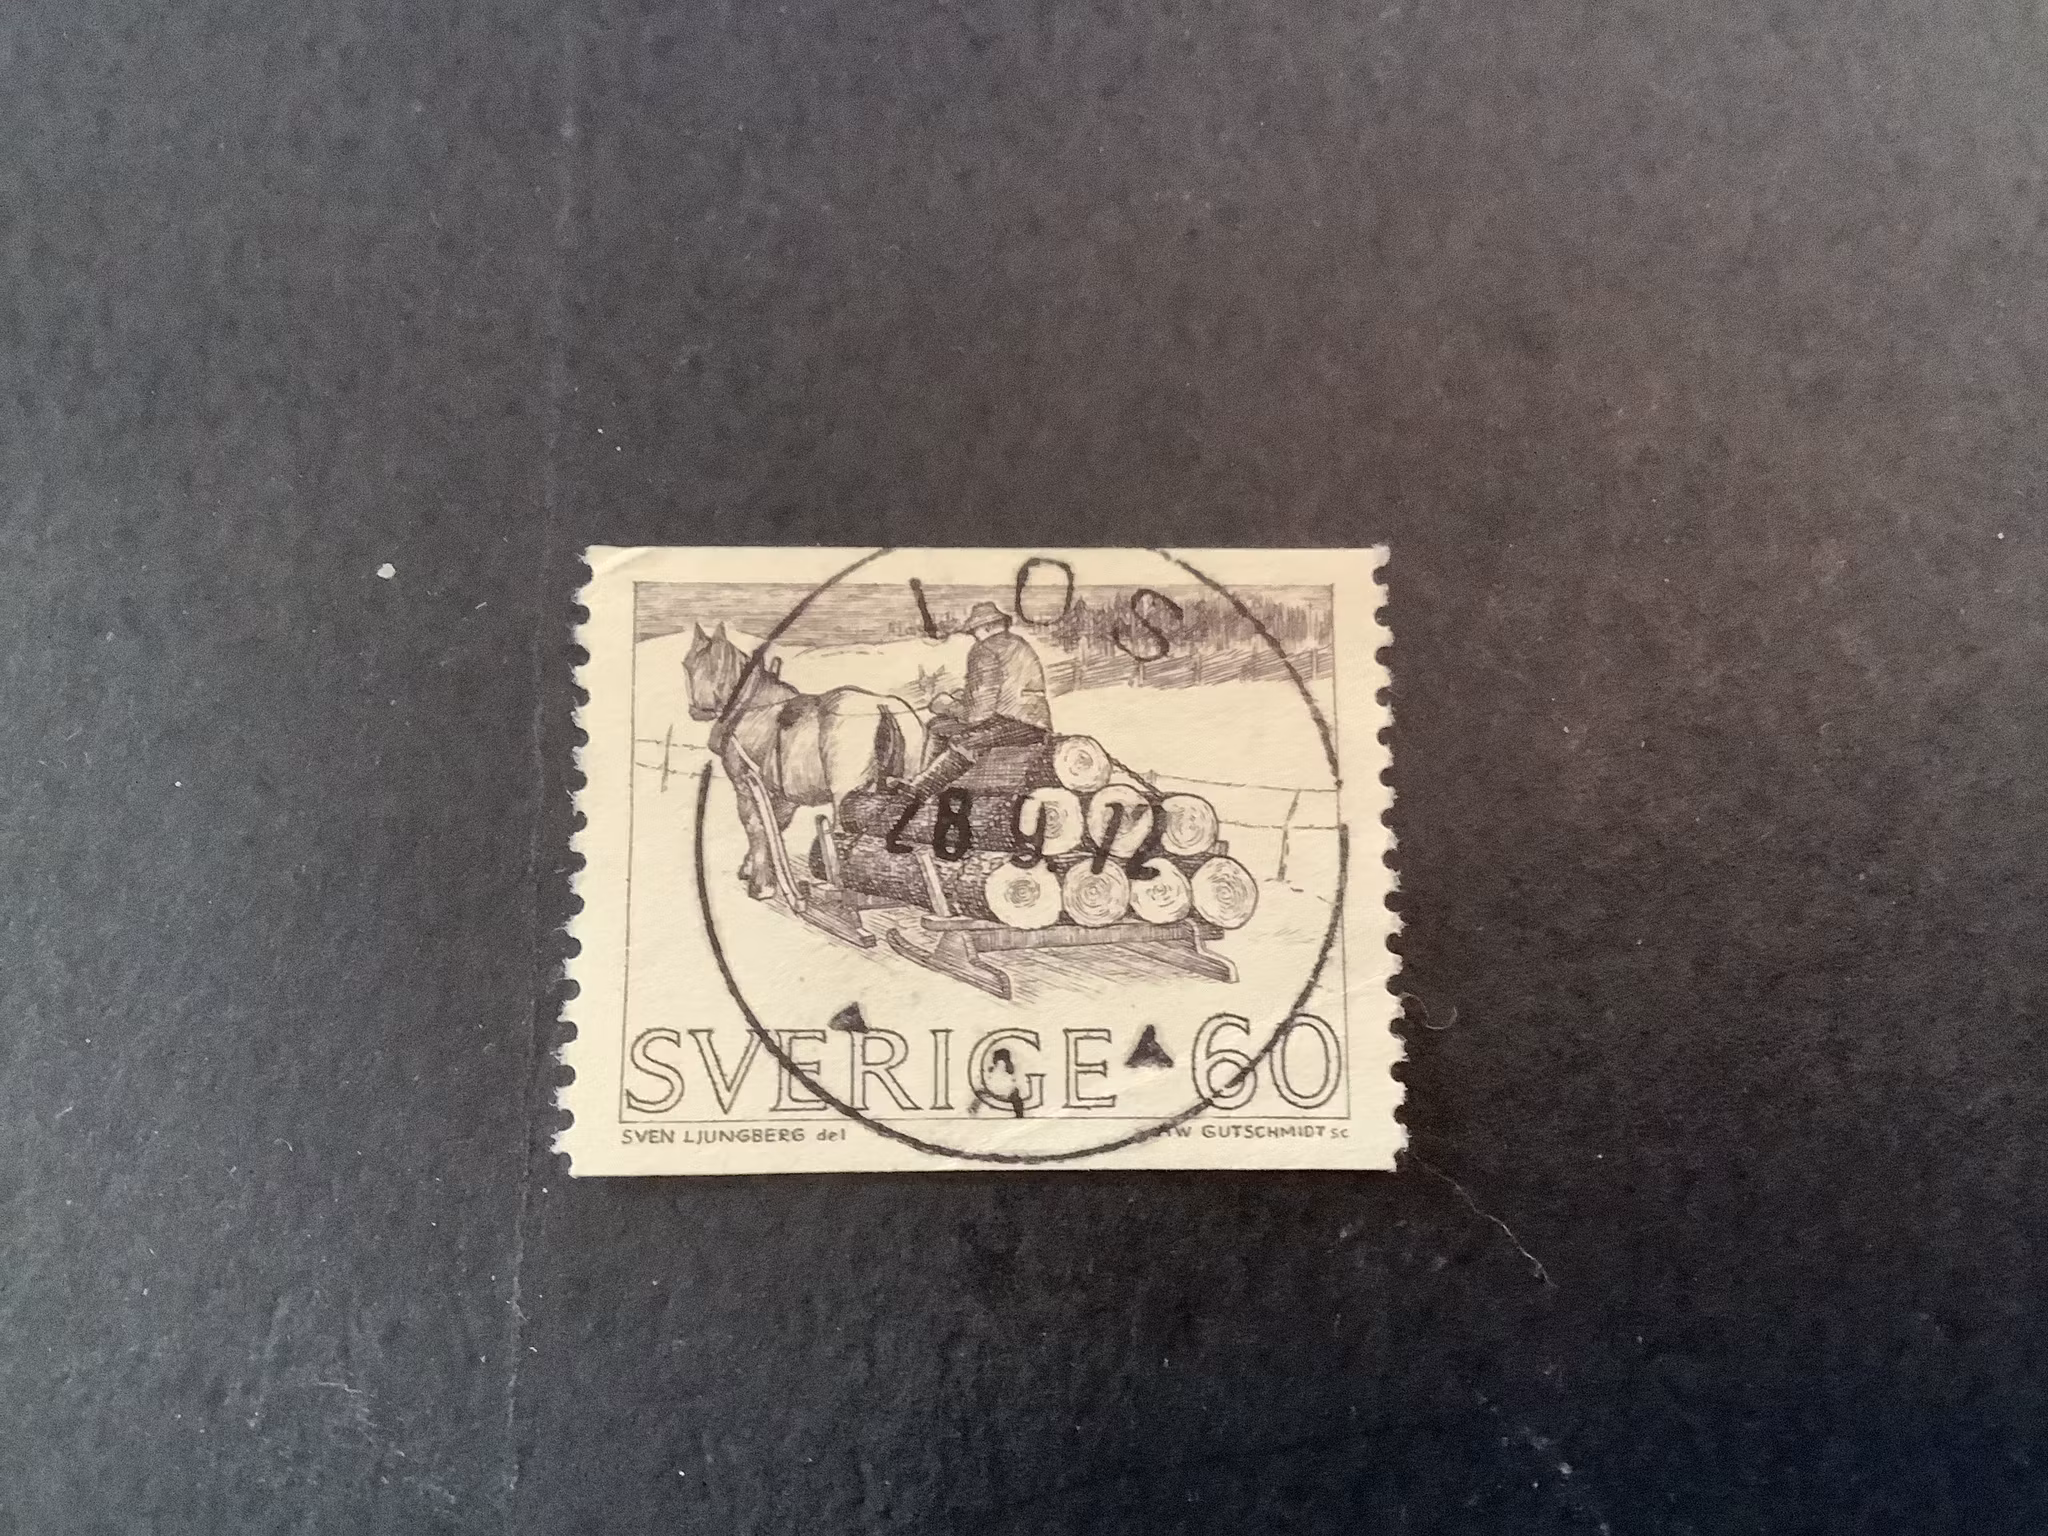 LOS
28 9.72
SVERIGE 60
SVEN LJUNGBERG del
GUTSCHMIDT sc